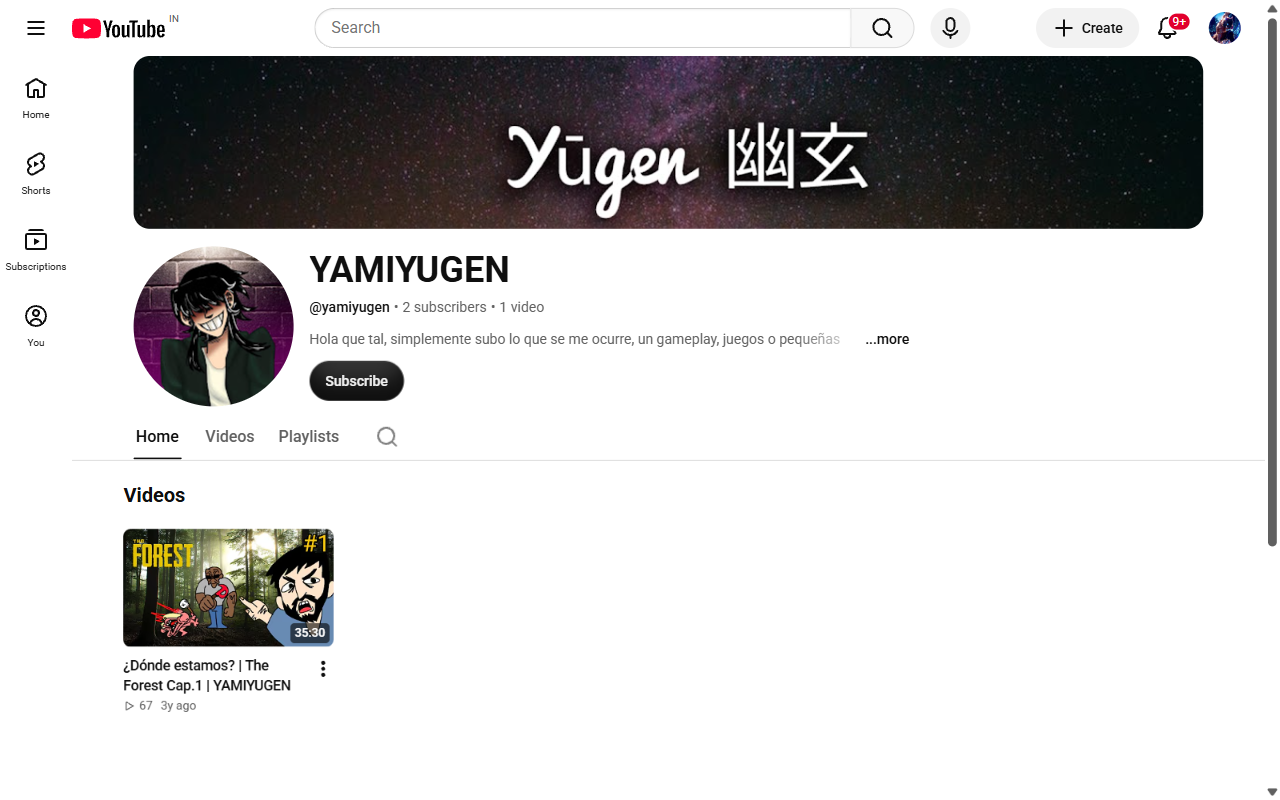 YouTube IN
Search
Create
9+
Home
Shorts
Subscriptions
You
Yūgen 幽玄
YAMIYUGEN
@yamiyugen • 2 subscribers • 1 video
Hola que tal, simplemente subo lo que se me ocurre, un gameplay, juegos o pequeñas ...more
Subscribe
Home Videos Playlists
Videos
THE
FOREST
#1
35:30
¿Dónde estamos? | The
Forest Cap.1 | YAMIYUGEN
67 3y ago